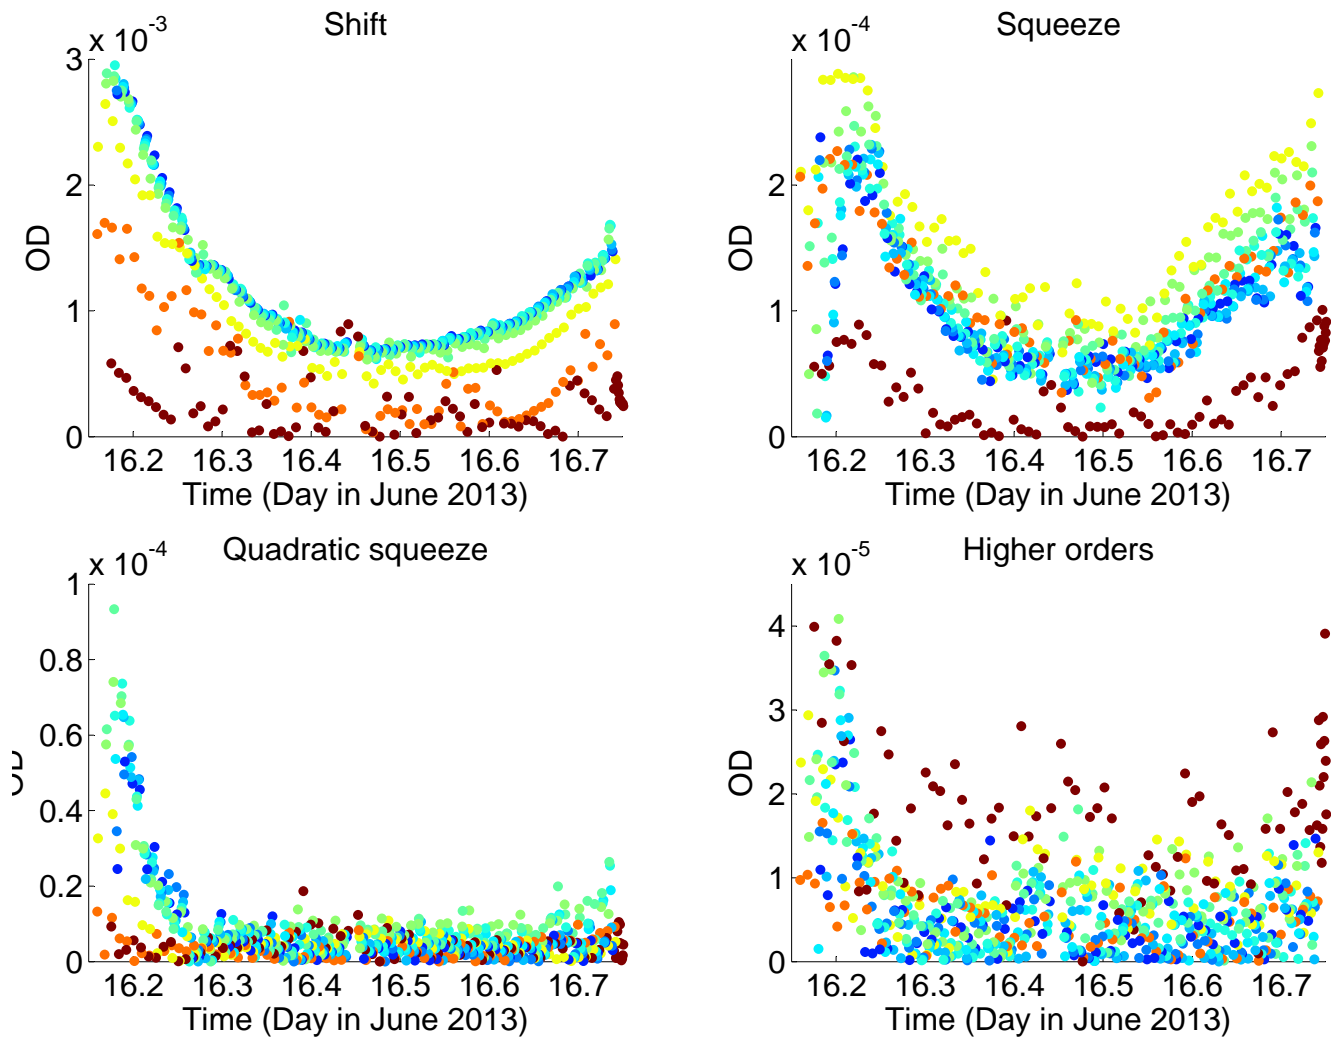 Shift
x 10-3
3
2
1
0
OD
16.2 16.3 16.4 16.5 16.6 16.7
Time (Day in June 2013)
Squeeze
x 10-4
4
2
0
OD
16.2 16.3 16.4 16.5 16.6 16.7
Time (Day in June 2013)
Quadratic squeeze
x 10-4
1
0.8
0.6
0.4
0.2
0
OD
16.2 16.3 16.4 16.5 16.6 16.7
Time (Day in June 2013)
Higher orders
x 10-5
4
3
2
1
0
OD
16.2 16.3 16.4 16.5 16.6 16.7
Time (Day in June 2013)